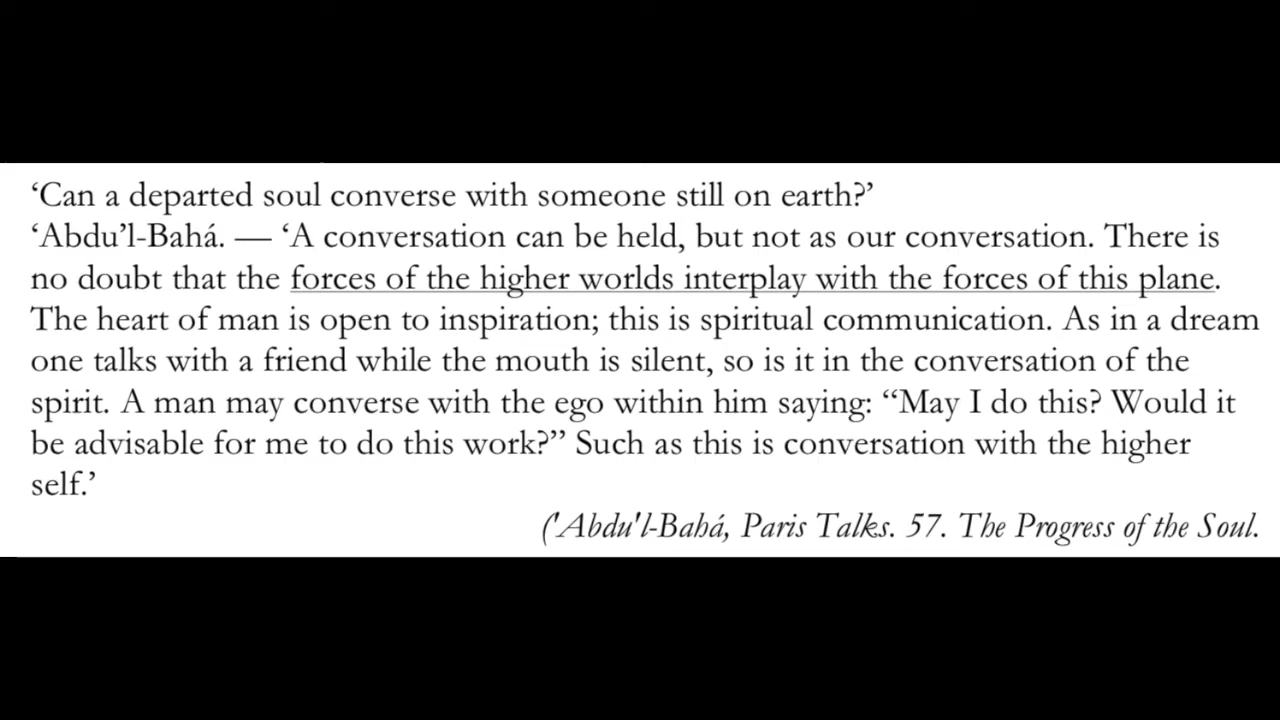 ‘Can a departed soul converse with someone still on earth?’
‘Abdu’l-Bahá. — ‘A conversation can be held, but not as our conversation. There is
no doubt that the forces of the higher worlds interplay with the forces of this plane.
The heart of man is open to inspiration; this is spiritual communication. As in a dream
one talks with a friend while the mouth is silent, so is it in the conversation of the
spirit. A man may converse with the ego within him saying: “May I do this? Would it
be advisable for me to do this work?” Such as this is conversation with the higher
self.’
('Abdu'l-Bahá, Paris Talks. 57. The Progress of the Soul.